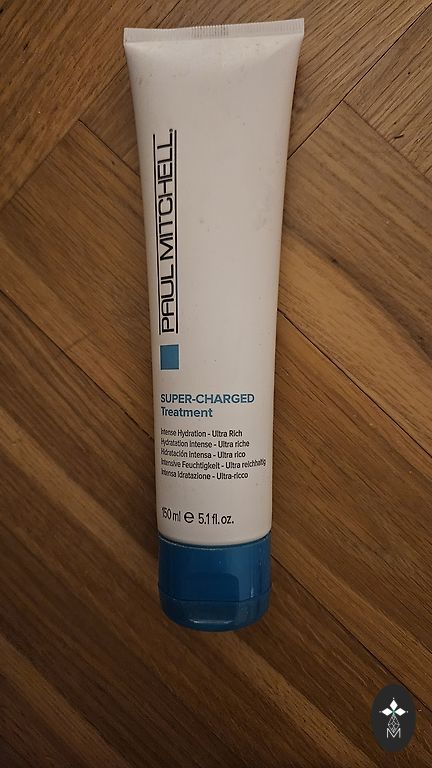 PAUL MITCHELL®
SUPER-CHARGED
Treatment
Intense Hydration - Ultra Rich
Hydratation intense - Ultra riche
Hidratación intensa - Ultra rico
Intensive Feuchtigkeit - Ultra reichhaltig
Intensa Idratazione - Ultra-ricco
150 ml e 5.1 fl. oz.
M